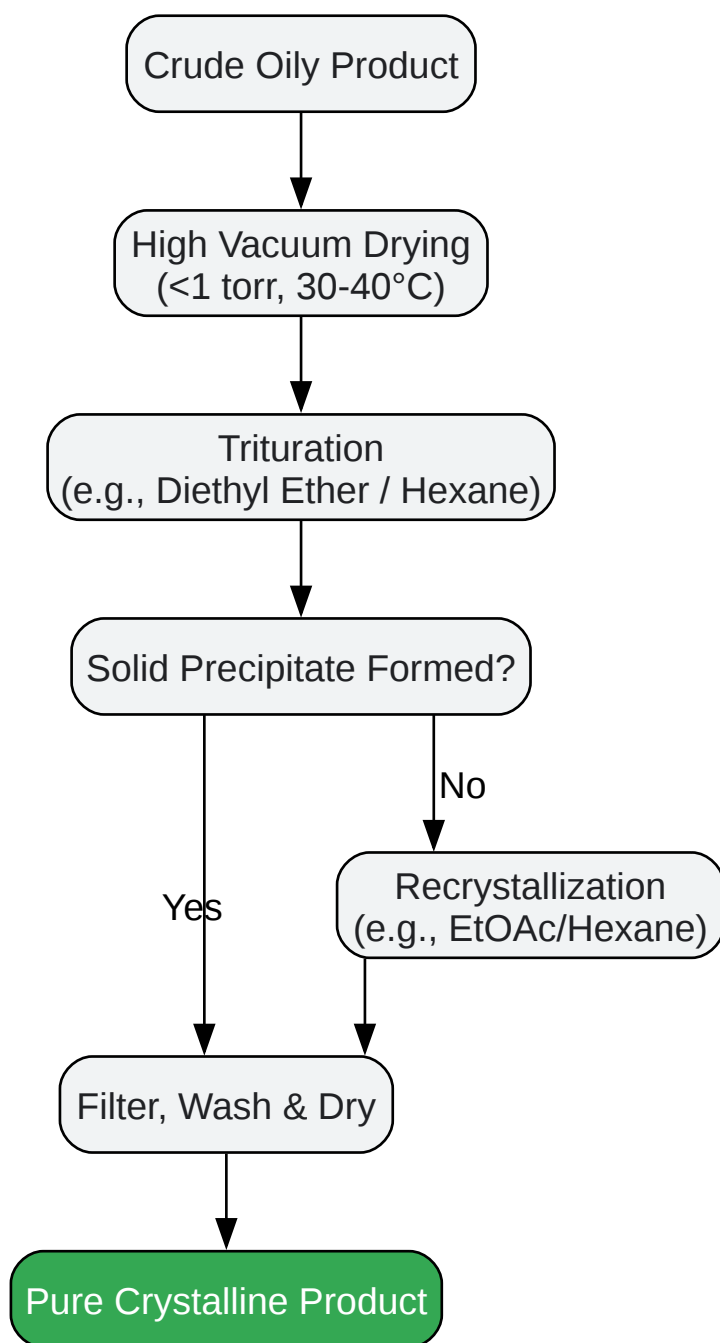 Crude Oily Product
High Vacuum Drying
(<1 torr, 30-40°C)
Trituration
(e.g., Diethyl Ether / Hexane)
Solid Precipitate Formed?
No
Recrystallization
(e.g., EtOAc/Hexane)
Yes
Filter, Wash & Dry
Pure Crystalline Product